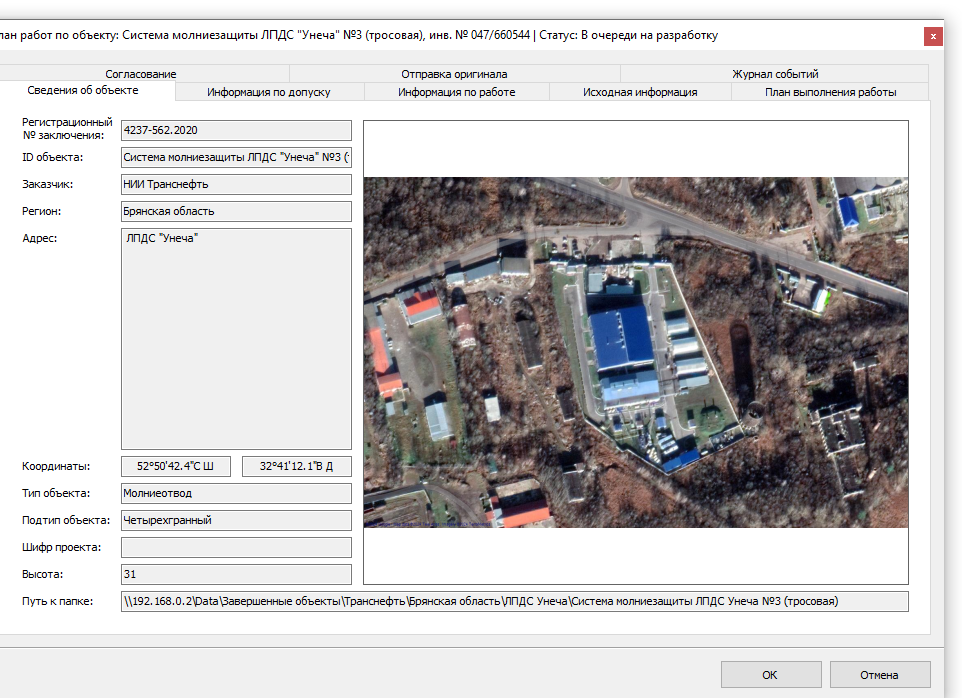 лан работ по объекту: Система молниезащиты ЛПДС "Унеча" №3 (тросовая), инв. № 047/660544 | Статус: В очереди на разработку
x
Согласование
Отправка оригинала
Журнал событий
Сведения об объекте
Информация по допуску
Информация по работе
Исходная информация
План выполнения работы
Регистрационный
№ заключения:
4237-562.2020
ID объекта:
Система молниезащиты ЛПДС "Унеча" №3 (
Заказчик:
НИИ Транснефть
Регион:
Брянская область
Адрес:
ЛПДС "Унеча"
Координаты:
52°50'42.4"С Ш
32°41'12.1"В Д
Тип объекта:
Молниеотвод
Подтип объекта:
Четырехгранный
Шифр проекта:
Высота:
31
Путь к папке:
\\192.168.0.2\Data\Завершенные объекты\Транснефть\Брянская область\ЛПДС Унеча\Система молниезащиты ЛПДС Унеча №3 (тросовая)
ОК
Отмена